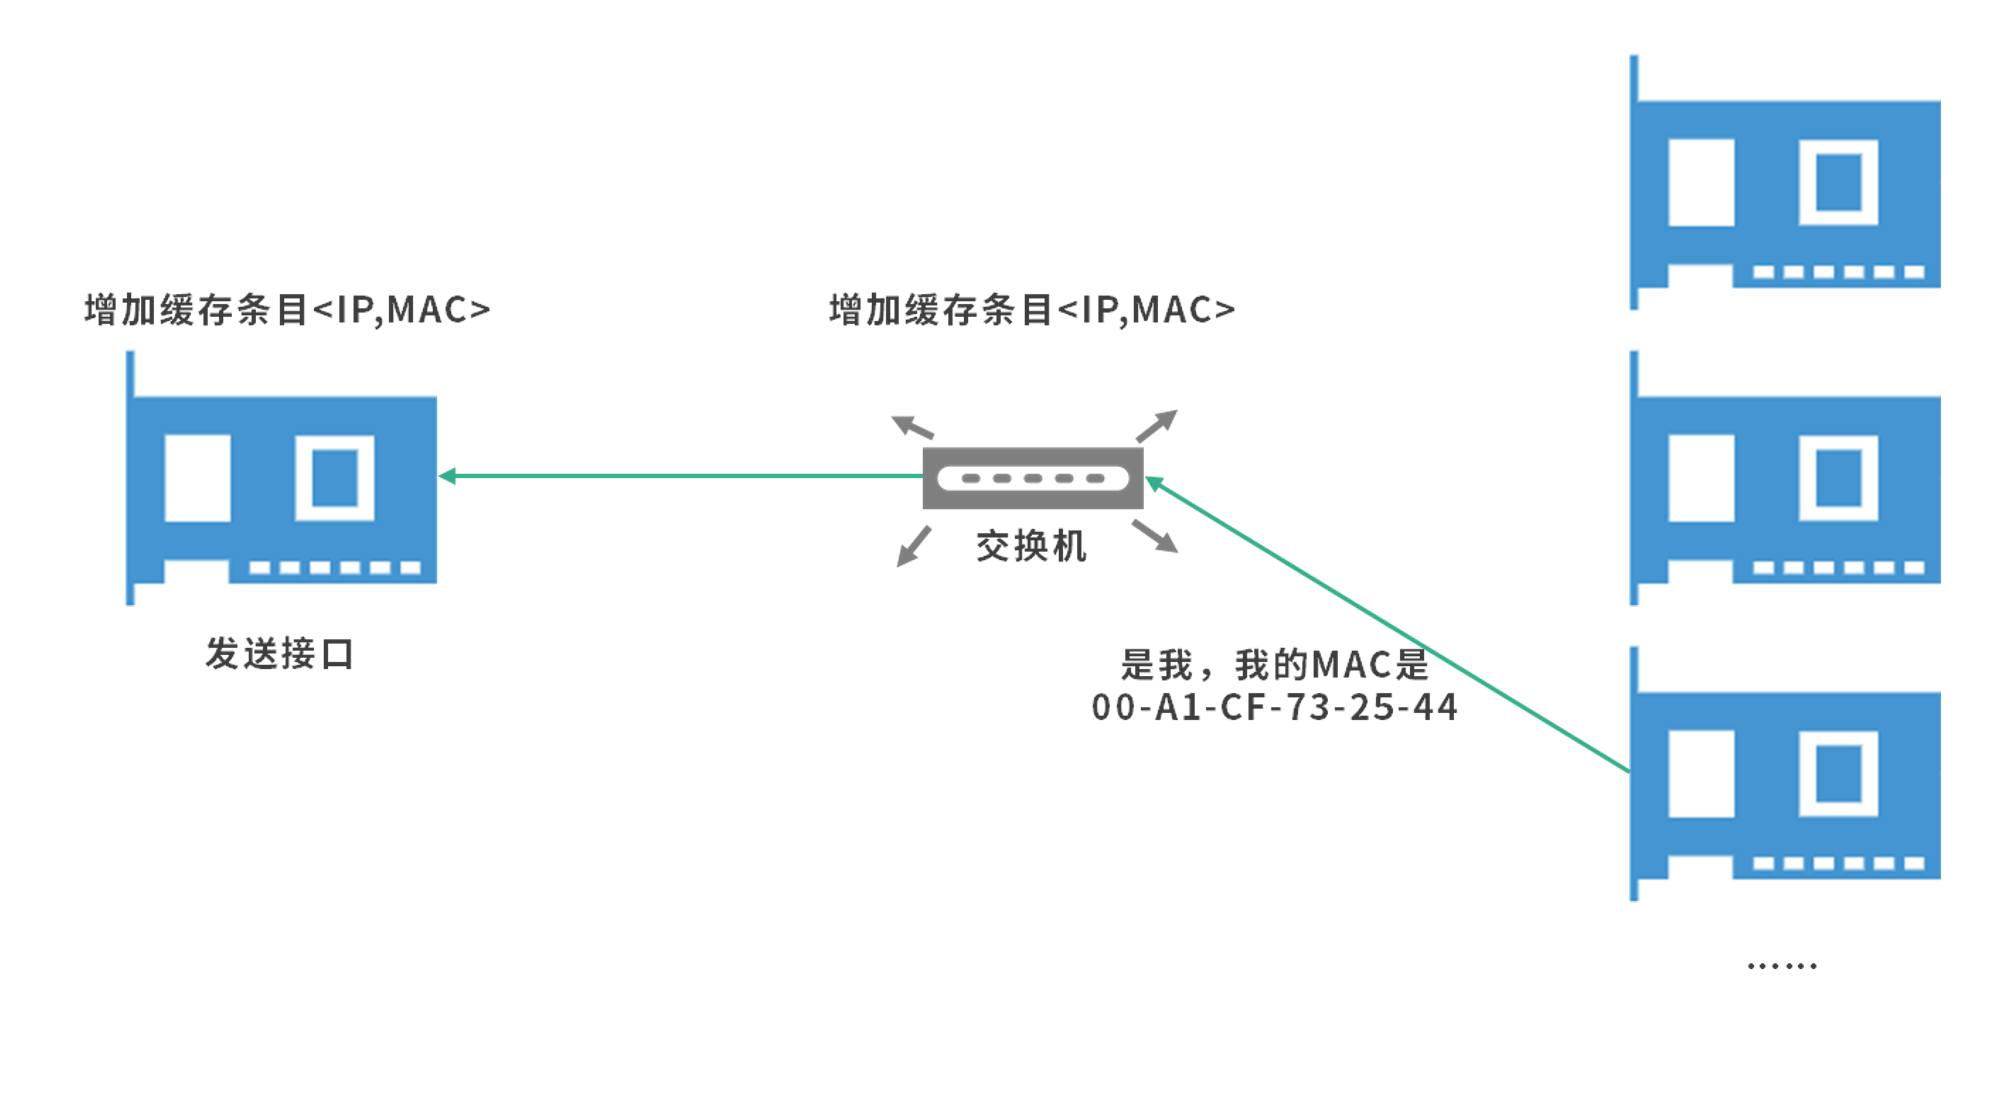 增加缓存条目<IP,MAC>
增加缓存条目<IP,MAC>
交换机
发送接口
是我，我的MAC是
00-A1-CF-73-25-44
……